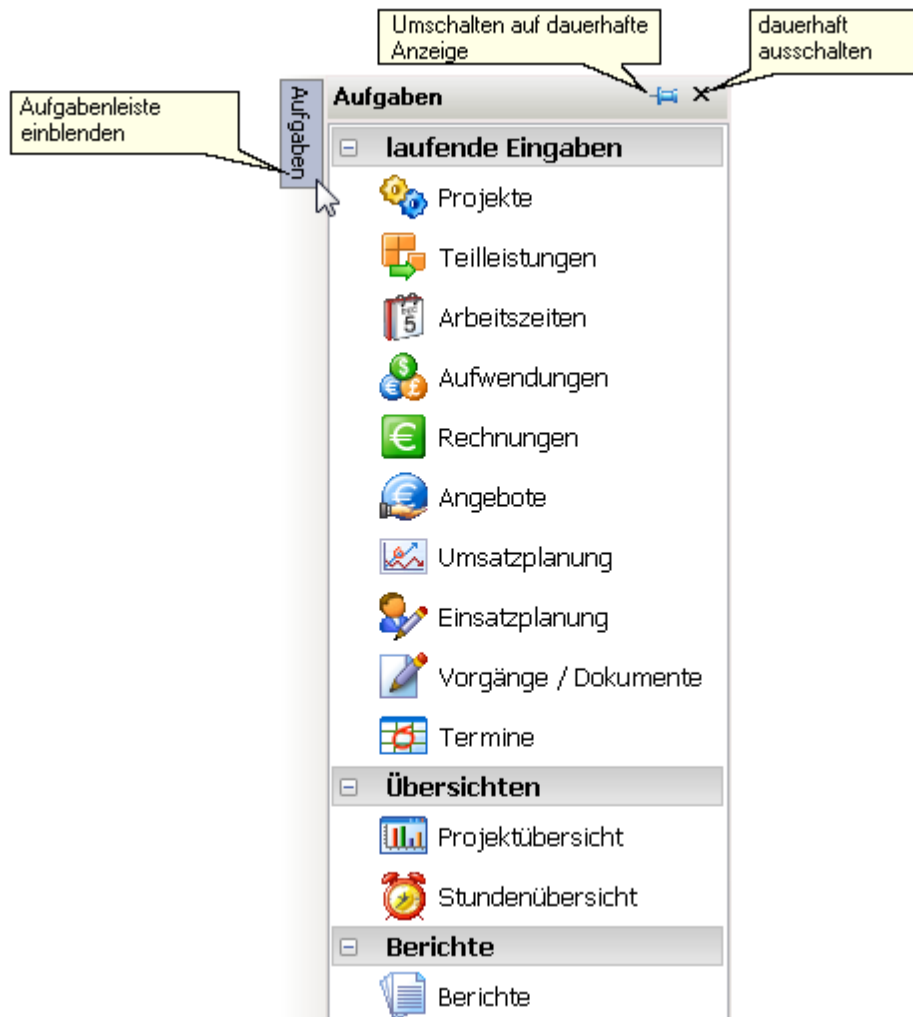 Umschalten auf dauerhafte
Anzeige
dauerhaft
ausschalten
Aufgabenleiste
einblenden
Aufgaben
Aufgaben
laufende Eingaben
Projekte
Teilleistungen
5
Arbeitszeiten
$
€ £
Aufwendungen
€
Rechnungen
€
Angebote
Umsatzplanung
Einsatzplanung
Vorgänge / Dokumente
Termine
Übersichten
Projektübersicht
Stundenübersicht
Berichte
Berichte